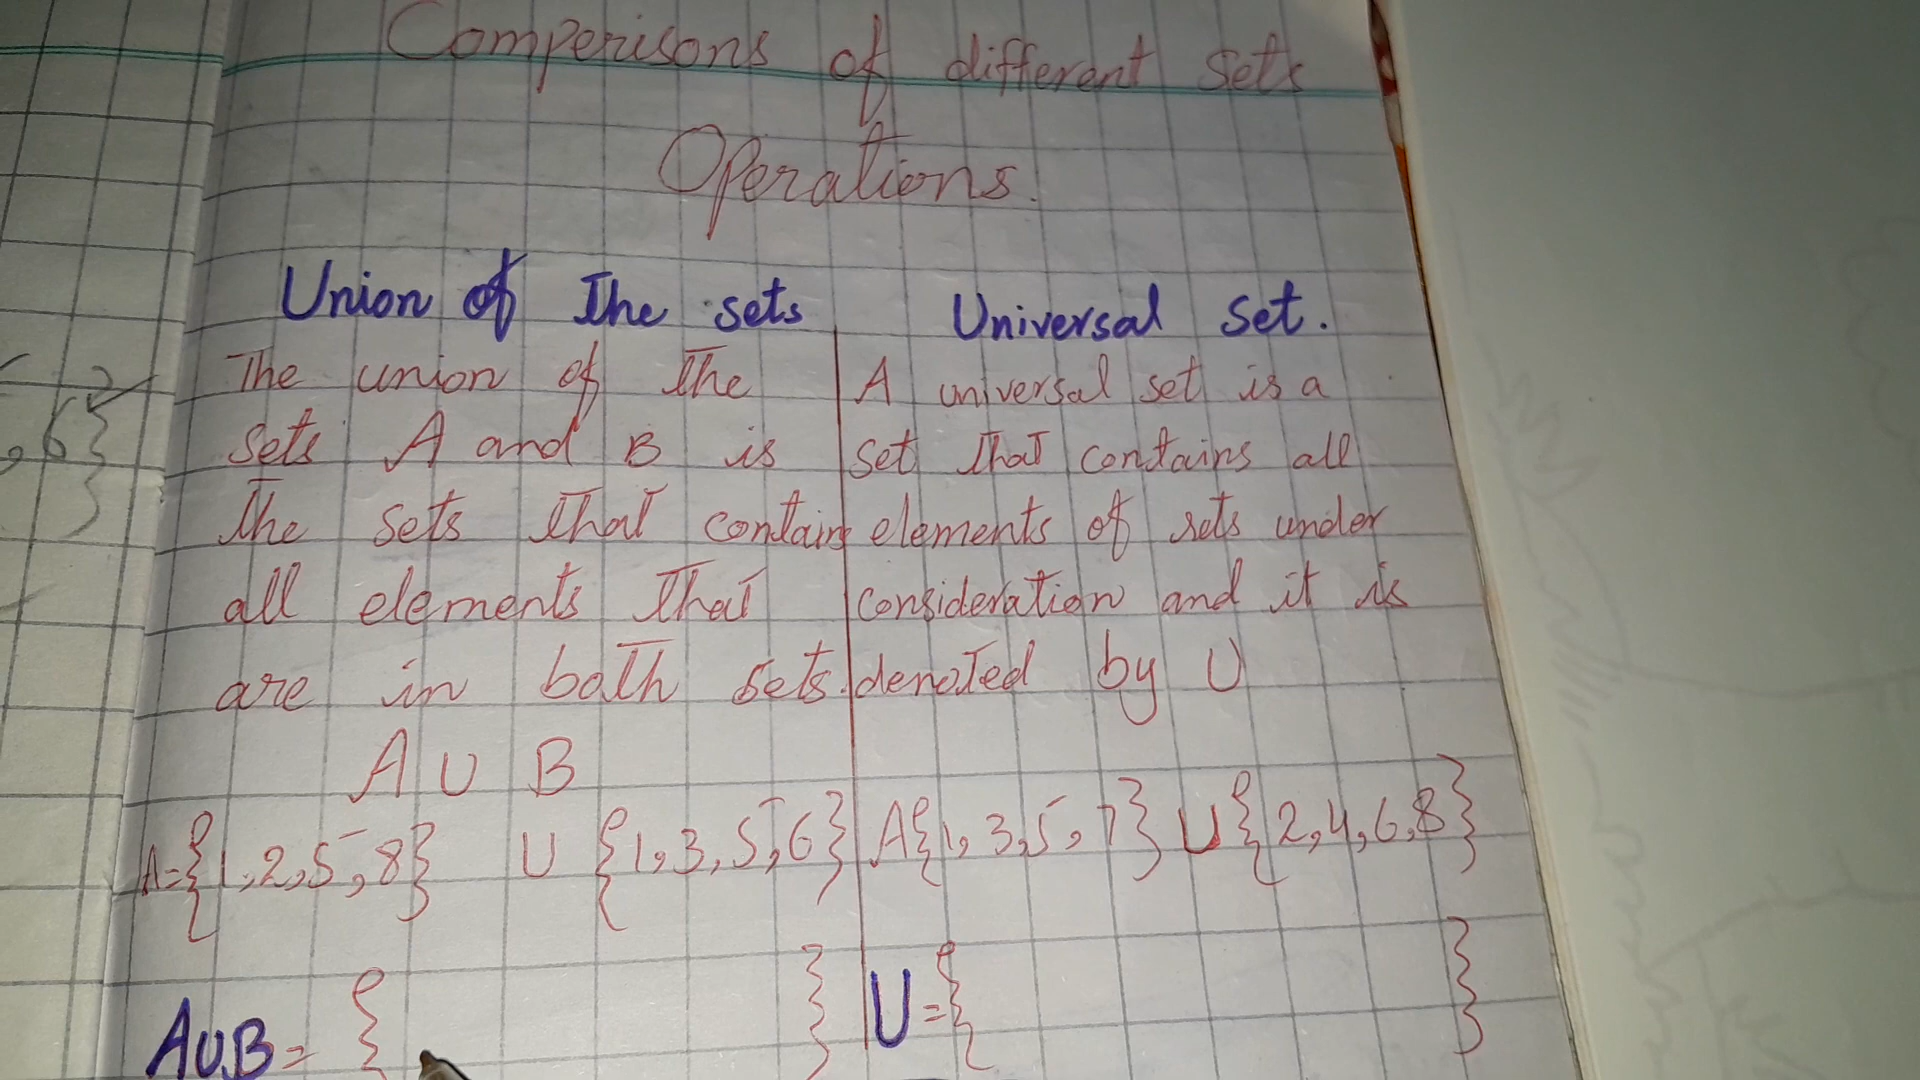 Comperisons of different sets
Operations.
Union of The sets
The union of The
sets A and B is
The sets That contains
all elements That
are in both sets.
A U B
A={1,2,5,8} U {1,3,5,6}
AUB= { }
Universal set.
A universal set is a
set That contains all
elements of sets under
consideration and it is
denoted by U
A{1,3,5,7} U {2,4,6,8}
U={ }
,6}
}